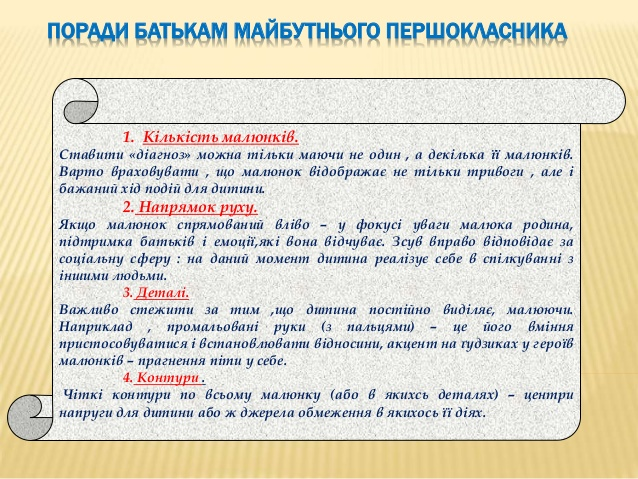 ПОРАДИ БАТЬКАМ МАЙБУТНЬОГО ПЕРШОКЛАСНИКА
1. Кількість малюнків.
Ставити «діагноз» можна тільки маючи не один , а декілька її малюнків.
Варто враховувати , що малюнок відображає не тільки тривоги , але і
бажаний хід подій для дитини.
2. Напрямок руху.
Якщо малюнок спрямований вліво – у фокусі уваги малюка родина,
підтримка батьків і емоції,які вона відчуває. Зсув вправо відповідає за
соціальну сферу : на даний момент дитина реалізує себе в спілкуванні з
іншими людьми.
3. Деталі.
Важливо стежити за тим ,що дитина постійно виділяє, малюючи.
Наприклад , промальовані руки (з пальцями) – це його вміння
пристосовуватися і встановлювати відносини, акцент на ґудзиках у героїв
малюнків – прагнення піти у себе.
4. Контури .
Чіткі контури по всьому малюнку (або в якихсь деталях) – центри
напруги для дитини або ж джерела обмеження в якихось її діях.